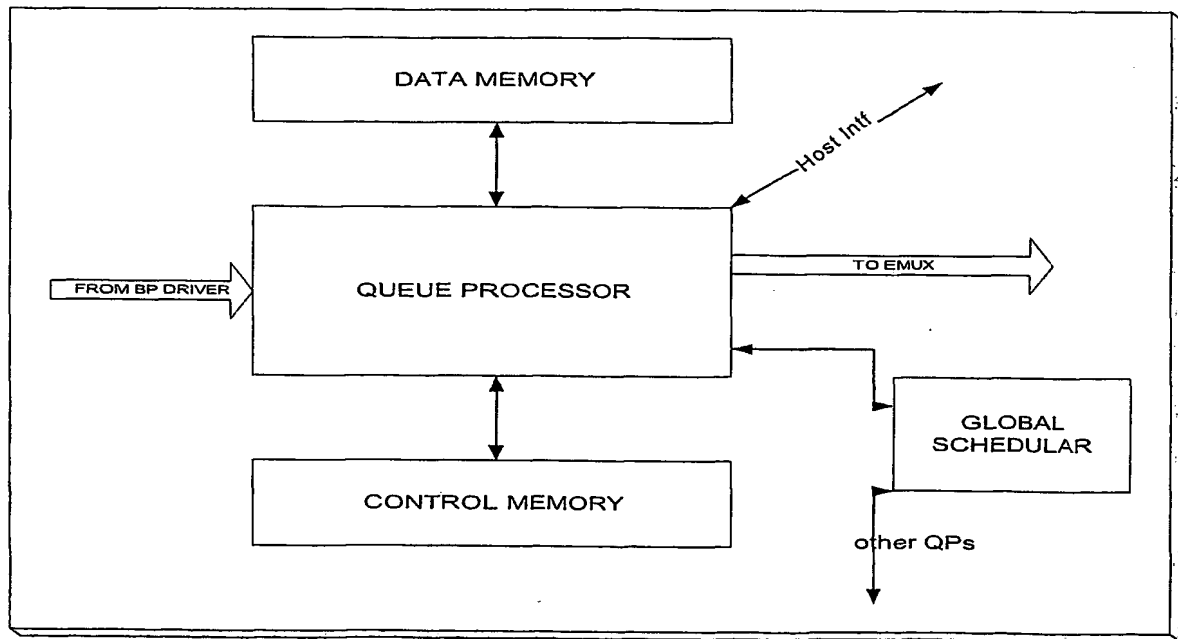 DATA MEMORY
Host Intf
FROM BP DRIVER
QUEUE PROCESSOR
TO EMUX
GLOBAL
SCHEDULAR
CONTROL MEMORY
other QPs